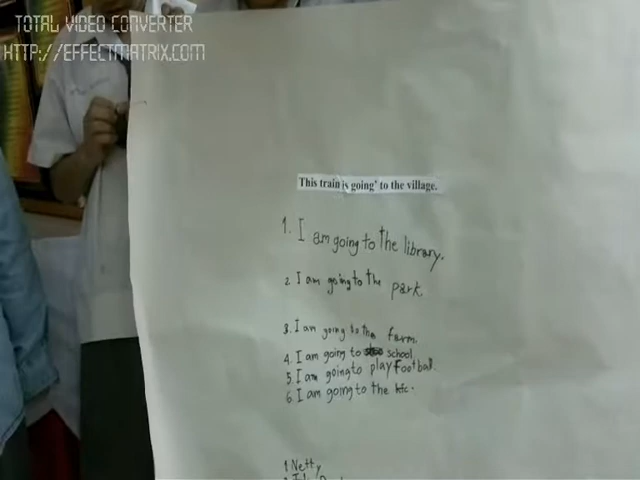 TOTAL VIDEO CONVERTER
HTTP://EFFECTMATRIX.COM
This train is going' to the village.
1. I am going to the library.
2 I am going to the park.
3. I am going to the farm.
4. I am going to school
5. I am going to play football.
6. I am going to the kfc.
1 Netty